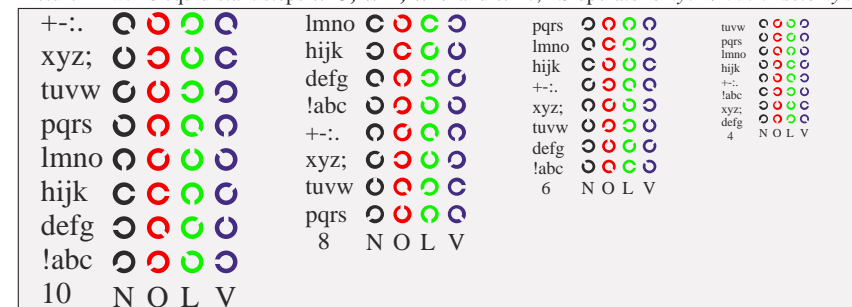 +-:.
xyz;
tuvw
pqrs
lmno
hijk
defg
!abc
10 N O L V
lmno
hijk
defg
!abc
+-:.
xyz;
tuvw
pqrs
8 N O L V
pqrs
lmno
hijk
+-:.
xyz;
tuvw
defg
!abc
6 N O L V
tuvw
pqrs
lmno
hijk
+-:.
!abc
xyz;
defg
4 N O L V